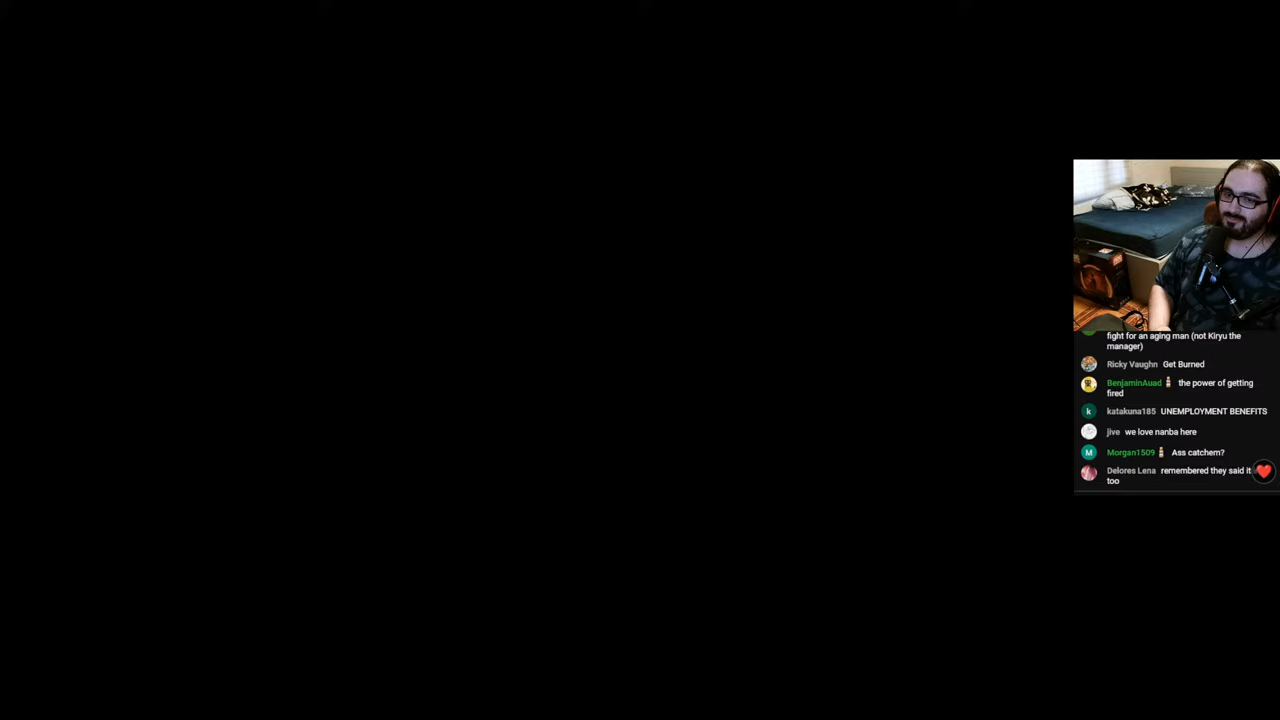 fight for an aging man (not Kiryu the
manager)
Ricky Vaughn Get Burned
BenjaminAuad the power of getting
fired
k katakuna185 UNEMPLOYMENT BENEFITS
jive we love nanba here
M Morgan1509 Ass catchem?
Delores Lena remembered they said it
too